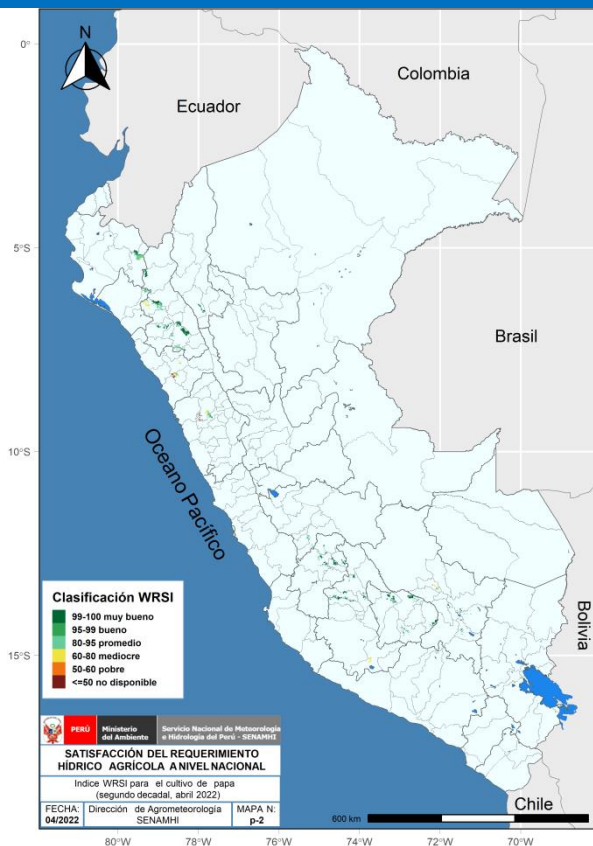 N
Colombia
Ecuador
0°
5°S
Brasil
10°S
Oceano Pacífico
Clasificación WRSI
99-100 muy bueno
95-99 bueno
80-95 promedio
60-80 mediocre
50-60 pobre
<=50 no disponible
Bolivia
15°S
PERÚ
Ministerio
del Ambiente
Servicio Nacional de Meteorología
e Hidrología del Perú - SENAMHI
SATISFACCIÓN DEL REQUERIMIENTO
HÍDRICO AGRÍCOLA A NIVEL NACIONAL
Indice WRSI para el cultivo de papa
(segundo decadal, abril 2022)
FECHA:
04/2022
Dirección de Agrometeorología
SENAMHI
MAPA N:
p-2
Chile
600 km
80°W
78°W
76°W
74°W
72°W
70°W